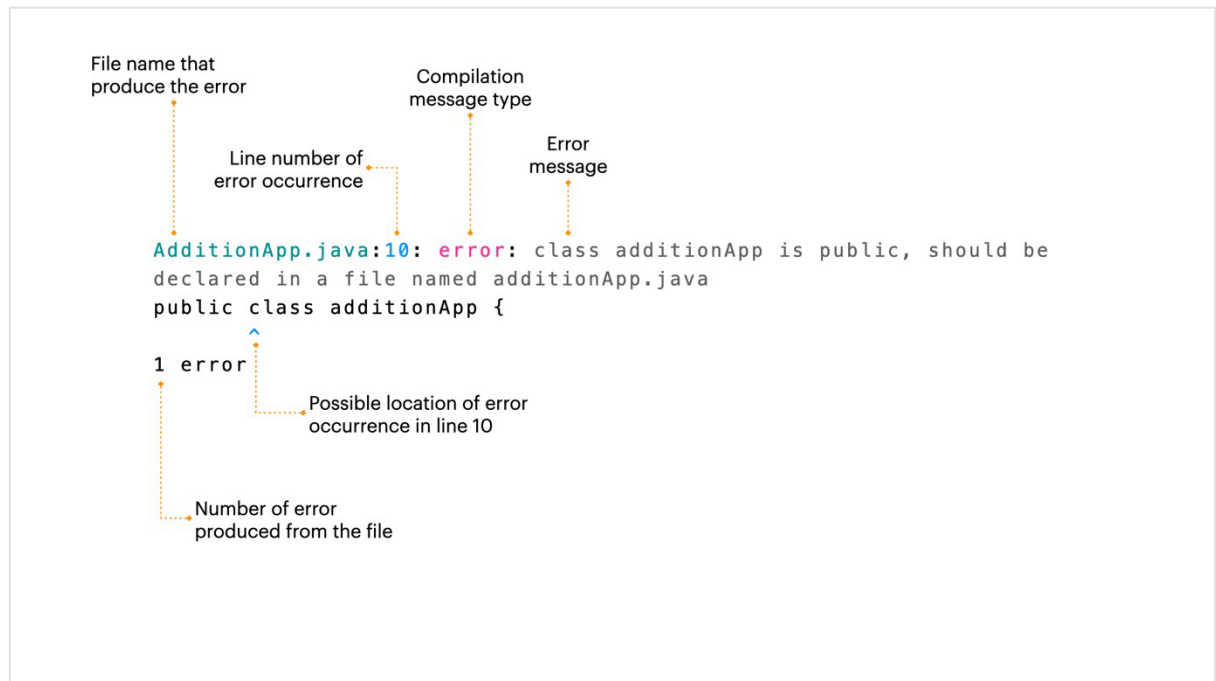 File name that
produce the error
Compilation
message type
Line number of
error occurrence
Error
message
AdditionApp.java:10: error: class additionApp is public, should be
declared in a file named additionApp.java
public class additionApp {
^
1 error
Possible location of error
occurrence in line 10
Number of error
produced from the file